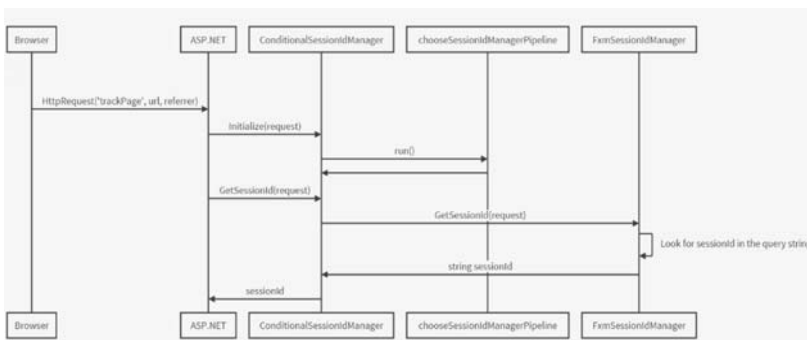 Browser
ASP.NET
ConditionalSessionIdManager
chooseSessionIdManagerPipeline
FxmSessionIdManager
HttpRequest('trackPage', url, referrer)
Initialize(request)
run()
GetSessionId(request)
GetSessionId(request)
Look for sessionId in the query string
string sessionId
sessionId
Browser
ASP.NET
ConditionalSessionIdManager
chooseSessionIdManagerPipeline
FxmSessionIdManager